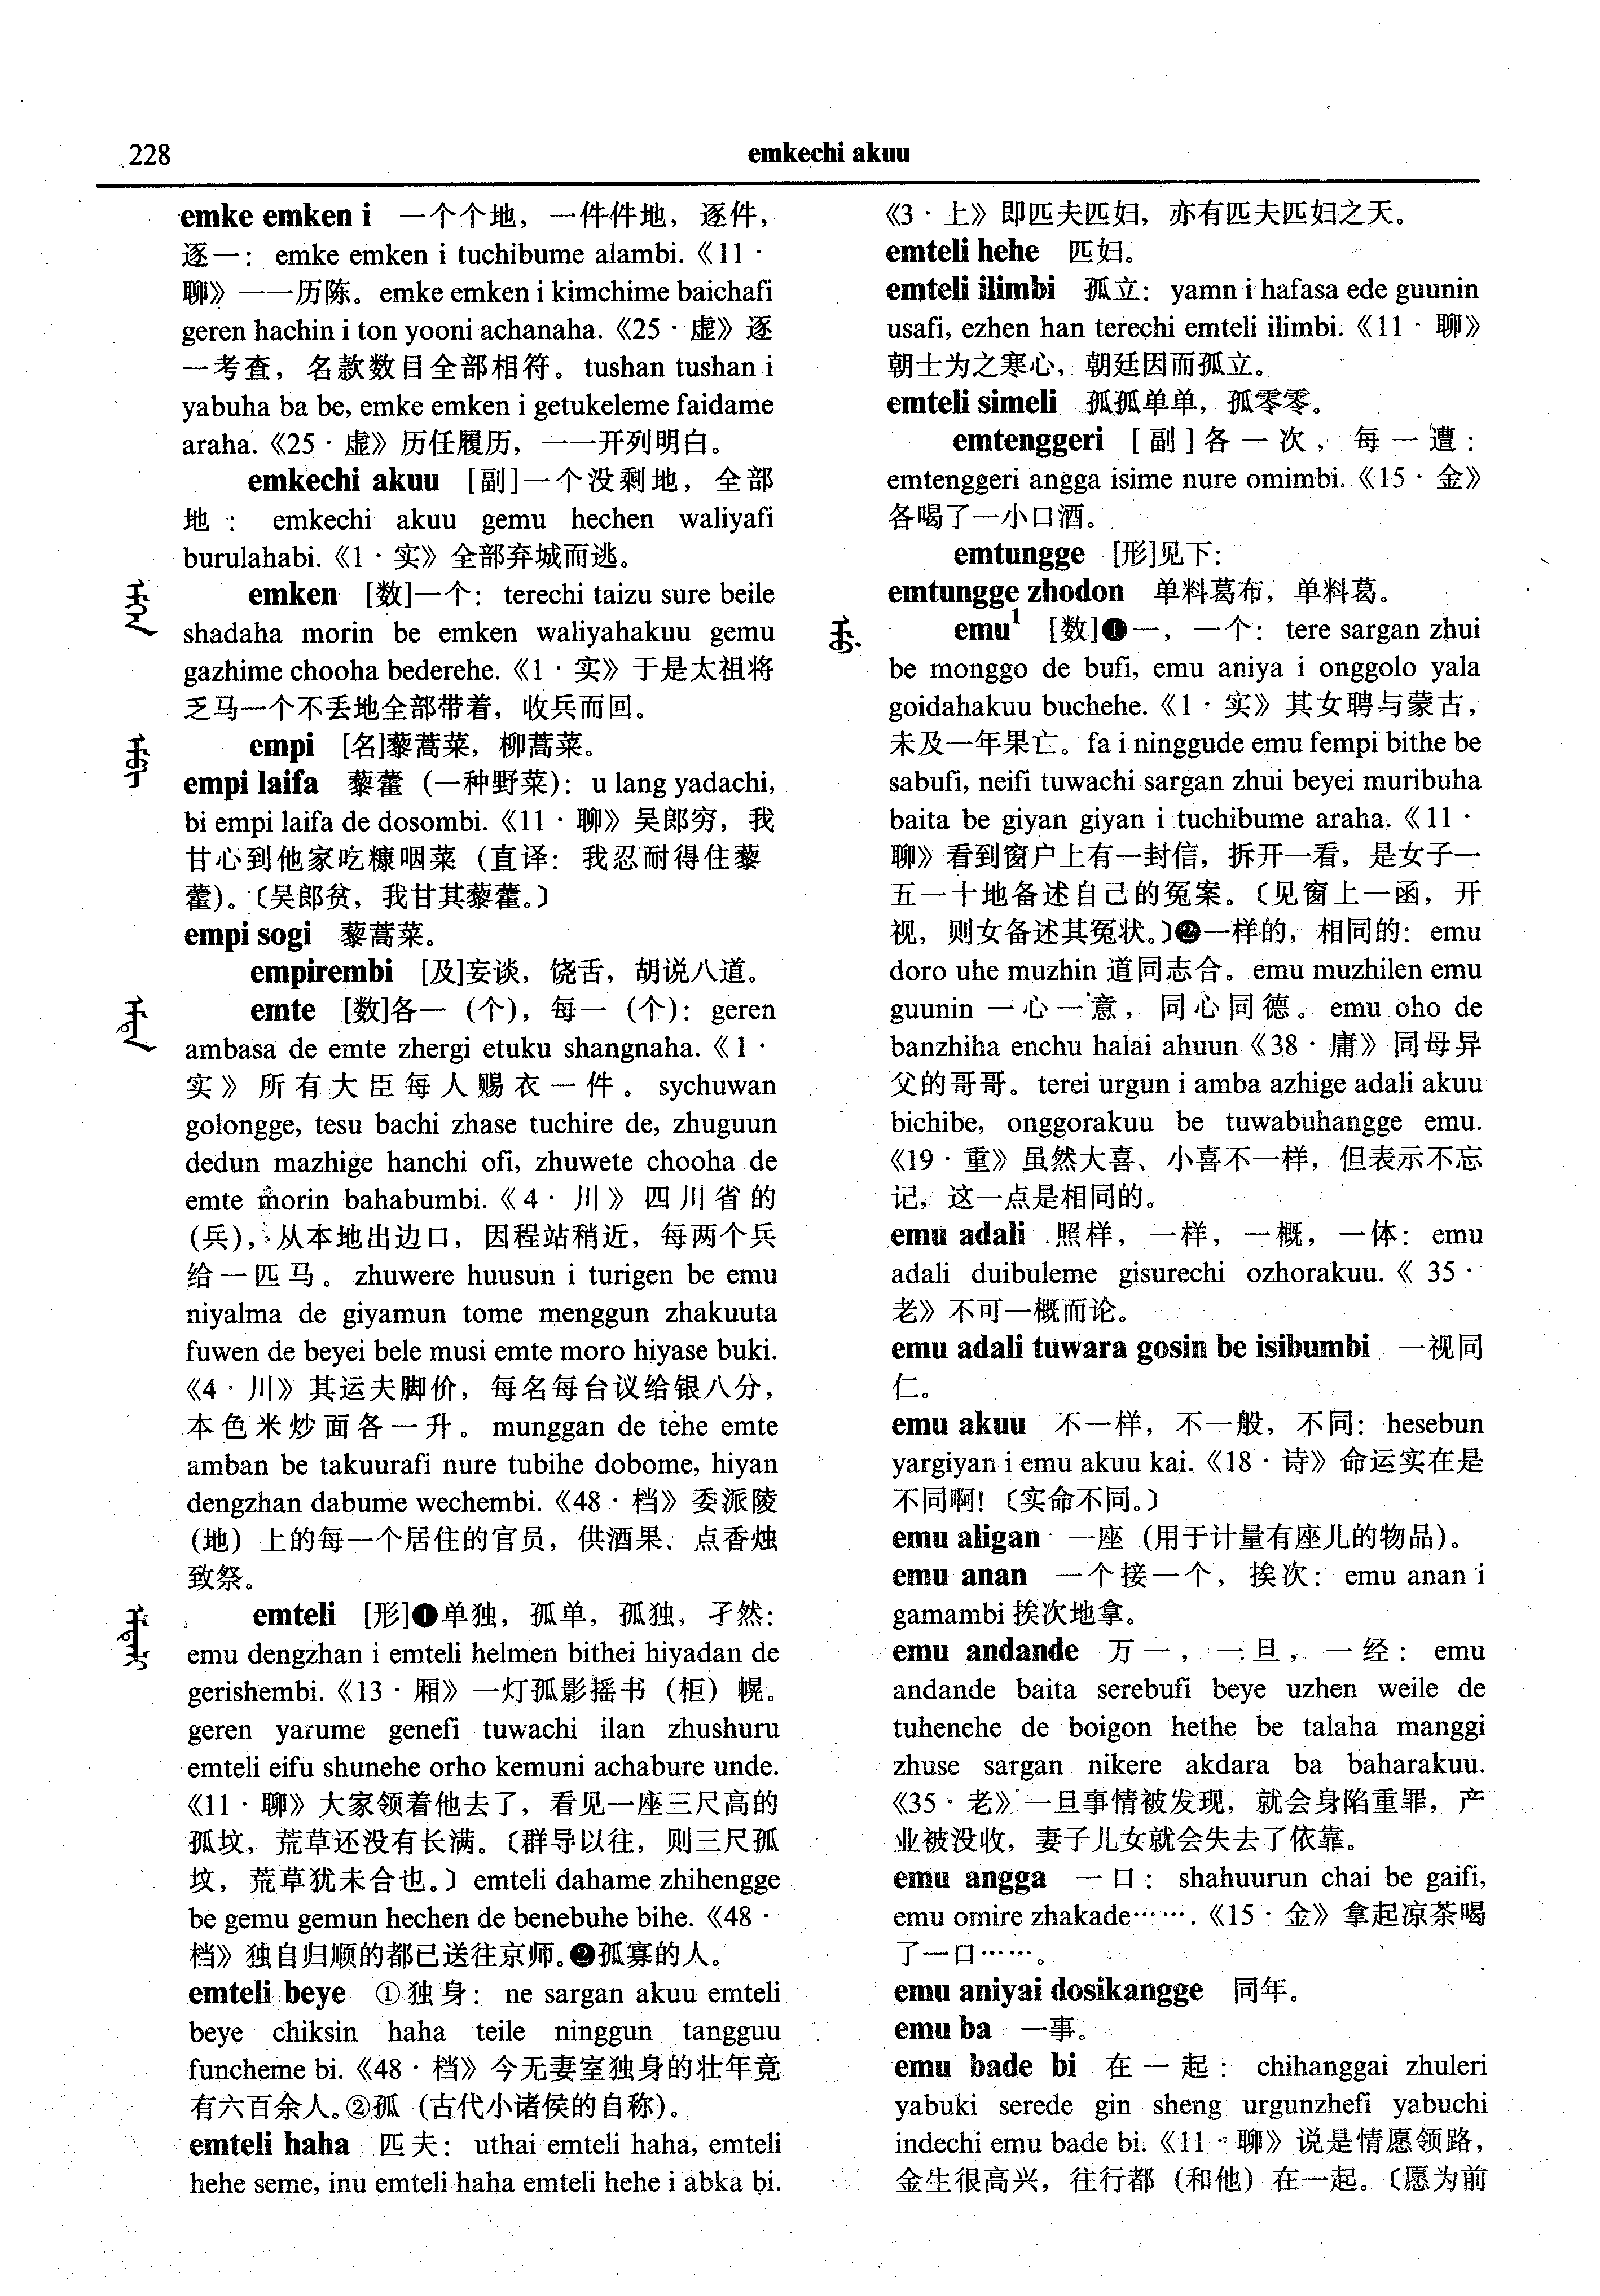 228
emkechi akuu
emke emken i 一个个地，一件件地，逐件，
逐一：emke emken i tuchibume alambi.《11·
聊》一一历陈。emke emken i kimchime baichafi
geren hachin i ton yooni achanaha.《25·虚》逐
一考查，名款数目全部相符。tushan tushan i
yabuha ba be, emke emken i getukeleme faidame
araha.《25·虚》历任履历，一一开列明白。
emkechi akuu [副]一个没剩地，全部
地：emkechi akuu gemu hechen waliyafi
burulahabi.《1·实》全部弃城而逃。
emken [数]一个：terechi taizu sure beile
shadaha morin be emken waliyahakuu gemu
gazhime chooha bederehe.《1·实》于是太祖将
乏马一个不丢地全部带着，收兵而回。
empi [名]藜蒿菜，柳蒿菜。
empi laifa 藜藿（一种野菜）：u lang yadachi,
bi empi laifa de dosombi.《11·聊》吴郎穷，我
甘心到他家吃糠咽菜（直译：我忍耐得住藜
藿）。〔吴郎贫，我甘其藜藿。〕
empi sogi 藜蒿菜。
empirembi [及]妄谈，饶舌，胡说八道。
emte [数]各一（个），每一（个）：geren
ambasa de emte zhergi etuku shangnaha.《1·
实》所有大臣每人赐衣一件。sychuwan
golongge, tesu bachi zhase tuchire de, zhuguun
dedun mazhige hanchi ofi, zhuwete chooha de
emte morin bahabumbi.《4·川》四川省的
（兵），从本地出边口，因程站稍近，每两个兵
给一匹马。zhuwere huusun i turigen be emu
niyalma de giyamun tome menggun zhakuuta
fuwen de beyei bele musi emte moro hiyase buki.
《4·川》其运夫脚价，每名每台议给银八分，
本色米炒面各一升。munggan de tehe emte
amban be takuurafi nure tubihe dobome, hiyan
dengzhan dabume wechembi.《48·档》委派陵
（地）上的每一个居住的官员，供酒果、点香烛
致祭。
emteli [形]❶单独，孤单，孤独，孑然：
emu dengzhan i emteli helmen bithei hiyadan de
gerishembi.《13·厢》一灯孤影摇书（柜）幌。
geren yarume genefi tuwachi ilan zhushuru
emteli eifu shunehe orho kemuni achabure unde.
《11·聊》大家领着他去了，看见一座三尺高的
孤坟，荒草还没有长满。〔群导以往，则三尺孤
坟，荒草犹未合也。〕emteli dahame zhihengge
be gemu gemun hechen de benebuhe bihe.《48·
档》独自归顺的都已送往京师。❷孤寡的人。
emteli beye ①独身：ne sargan akuu emteli
beye chiksin haha teile ninggun tangguu
funcheme bi.《48·档》今无妻室独身的壮年竟
有六百余人。②孤（古代小诸侯的自称）。
emteli haha 匹夫：uthai emteli haha, emteli
hehe seme, inu emteli haha emteli hehe i abka bi.
《3·上》即匹夫匹妇，亦有匹夫匹妇之天。
emteli hehe 匹妇。
emteli ilimbi 孤立：yamn i hafasa ede guunin
usafi, ezhen han terechi emteli ilimbi.《11·聊》
朝士为之寒心，朝廷因而孤立。
emteli simeli 孤孤单单，孤零零。
emtenggeri [副]各一次，每一遭：
emtenggeri angga isime nure omimbi.《15·金》
各喝了一小口酒。
emtungge [形]见下：
emtungge zhodon 单料葛布，单料葛。
emu¹ [数]❶一，一个：tere sargan zhui
be monggo de bufi, emu aniya i onggolo yala
goidahakuu buchehe.《1·实》其女聘与蒙古，
未及一年果亡。fa i ninggude emu fempi bithe be
sabufi, neifi tuwachi sargan zhui beyei muribuha
baita be giyan giyan i tuchibume araha.《11·
聊》看到窗户上有一封信，拆开一看，是女子一
五一十地备述自己的冤案。〔见窗上一函，开
视，则女备述其冤状。〕❷一样的，相同的：emu
doro uhe muzhin 道同志合。emu muzhilen emu
guunin 一心一意，同心同德。emu oho de
banzhiha enchu halai ahuun《38·庸》同母异
父的哥哥。terei urgun i amba azhige adali akuu
bichibe, onggorakuu be tuwabuhangge emu.
《19·重》虽然大喜、小喜不一样，但表示不忘
记，这一点是相同的。
emu adali 照样，一样，一概，一体：emu
adali duibuleme gisurechi ozhorakuu.《35·
老》不可一概而论。
emu adali tuwara gosin be isibumbi 一视同
仁。
emu akuu 不一样，不一般，不同：hesebun
yargiyan i emu akuu kai.《18·诗》命运实在是
不同啊！〔实命不同。〕
emu aligan 一座（用于计量有座儿的物品）。
emu anan 一个接一个，挨次：emu anan i
gamambi 挨次地拿。
emu andande 万一，一旦，一经：emu
andande baita serebufi beye uzhen weile de
tuhenehe de boigon hethe be talaha manggi
zhuse sargan nikere akdara ba baharakuu.
《35·老》一旦事情被发现，就会身陷重罪，产
业被没收，妻子儿女就会失去了依靠。
emu angga 一口：shahuurun chai be gaifi,
emu omire zhakade…….《15·金》拿起凉茶喝
了一口……。
emu aniyai dosikangge 同年。
emu ba 一事。
emu bade bi 在一起：chihanggai zhuleri
yabuki serede gin sheng urgunzhefi yabuchi
indechi emu bade bi.《11·聊》说是情愿领路，
金生很高兴，往行都（和他）在一起。〔愿为前